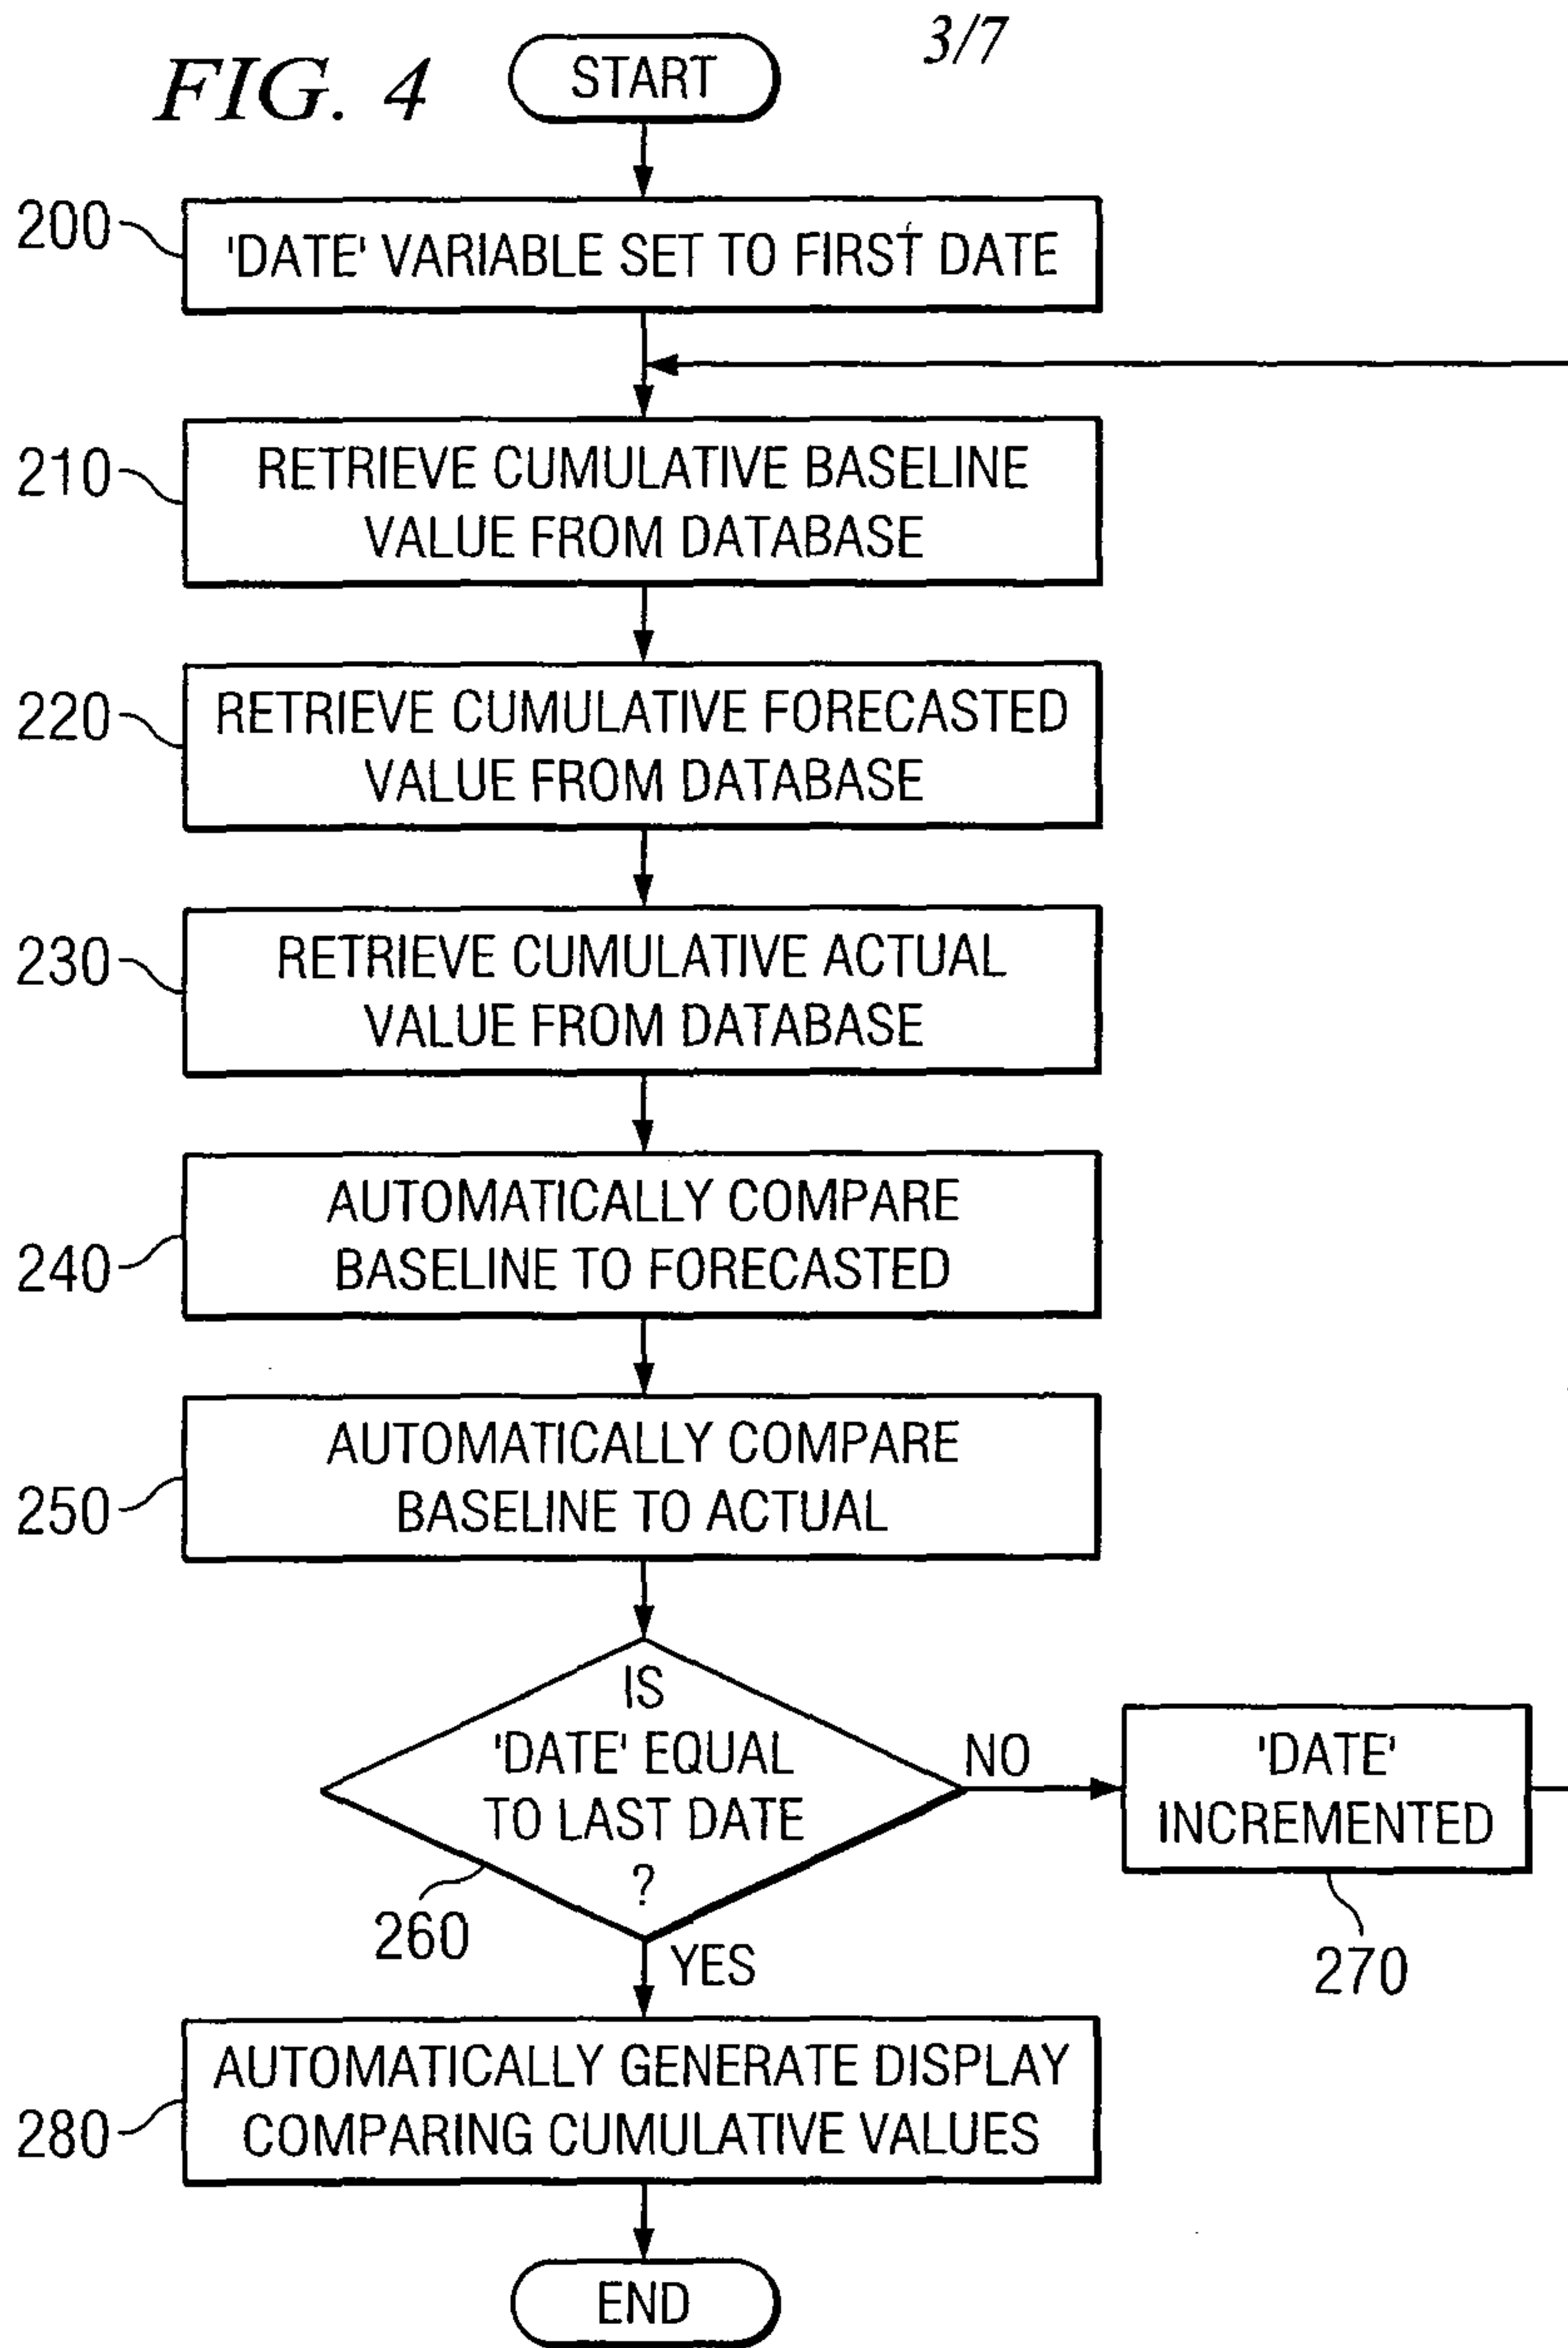 3/7
FIG. 4
START
200
'DATE' VARIABLE SET TO FIRST DATE
210
RETRIEVE CUMULATIVE BASELINE
VALUE FROM DATABASE
220
RETRIEVE CUMULATIVE FORECASTED
VALUE FROM DATABASE
230
RETRIEVE CUMULATIVE ACTUAL
VALUE FROM DATABASE
240
AUTOMATICALLY COMPARE
BASELINE TO FORECASTED
250
AUTOMATICALLY COMPARE
BASELINE TO ACTUAL
260
IS
'DATE' EQUAL
TO LAST DATE
?
NO
'DATE'
INCREMENTED
270
YES
280
AUTOMATICALLY GENERATE DISPLAY
COMPARING CUMULATIVE VALUES
END